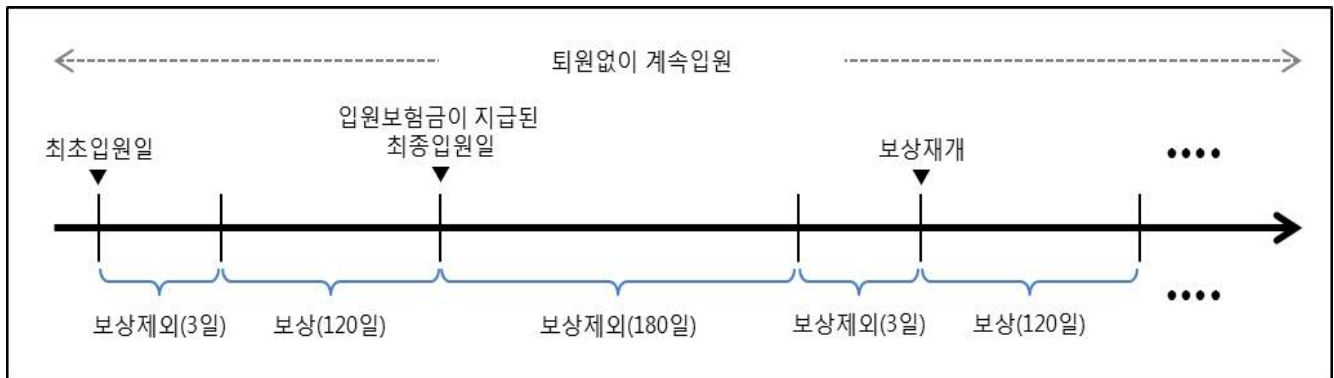 퇴원없이 계속입원
입원보험금이 지급된
최초입원일
최종입원일
보상재개
••••
보상제외(3일)
보상(120일)
보상제외(180일)
보상제외(3일)
보상(120일)
••••